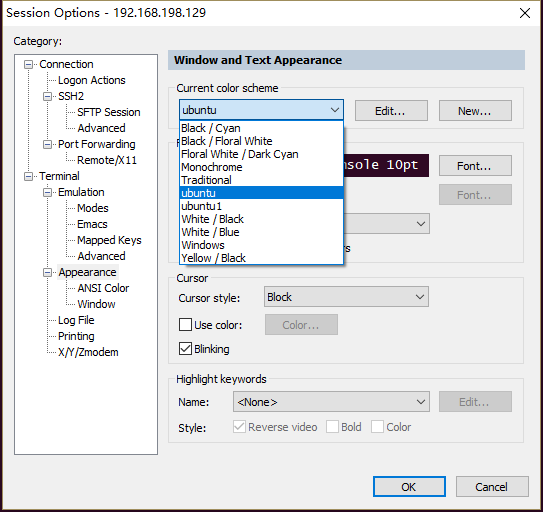 Session Options - 192.168.198.129
Category:
Connection
Logon Actions
SSH2
SFTP Session
Advanced
Port Forwarding
Remote/X11
Terminal
Emulation
Modes
Emacs
Mapped Keys
Advanced
Appearance
ANSI Color
Window
Log File
Printing
X/Y/Zmodem
Window and Text Appearance
Current color scheme
ubuntu
Edit...
New...
Black / Cyan
Black / Floral White
Floral White / Dark Cyan
Monochrome
Traditional
ubuntu
ubuntu1
White / Black
White / Blue
Windows
Yellow / Black
10pt
Font...
Font...
Cursor
Cursor style:
Block
Use color:
Color...
Blinking
Highlight keywords
Name:
<None>
Edit...
Style:
Reverse video
Bold
Color
OK
Cancel